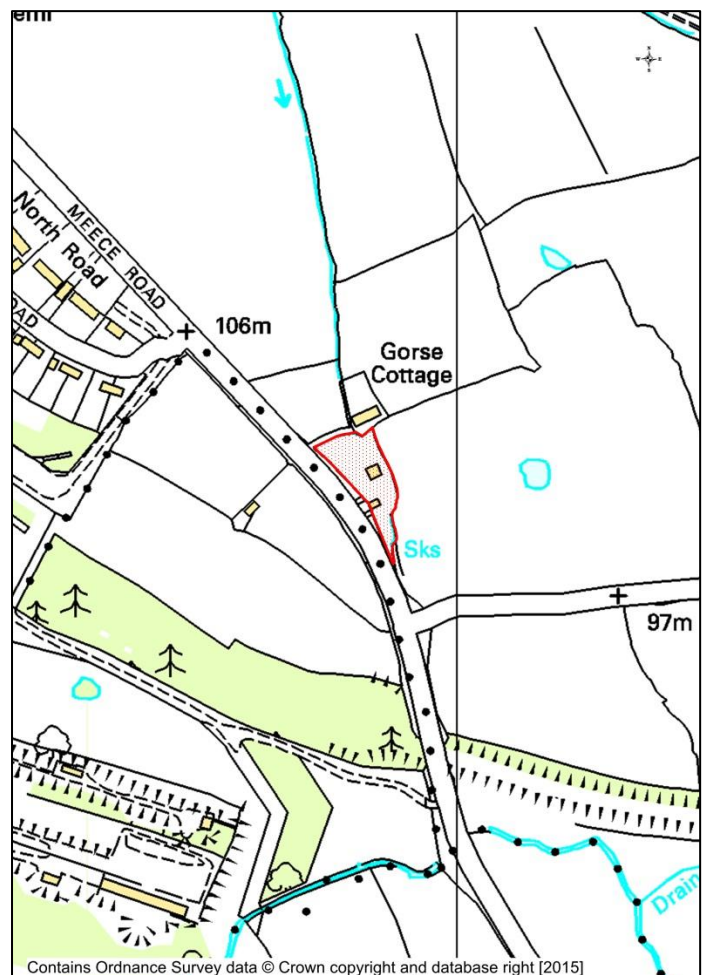 MEECE ROAD
North Road
106m
Gorse
Cottage
Sks
97m
Drain
Contains Ordnance Survey data © Crown copyright and database right [2015]